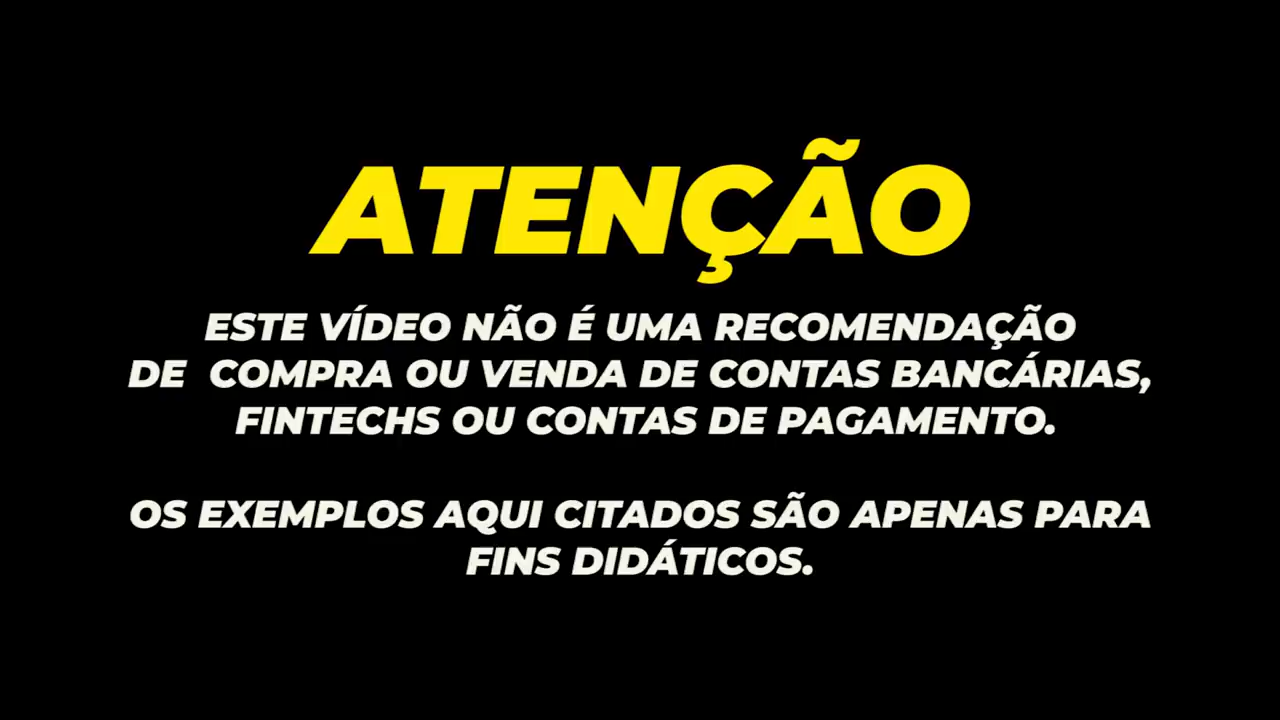 ATENÇÃO
ESTE VÍDEO NÃO É UMA RECOMENDAÇÃO
DE COMPRA OU VENDA DE CONTAS BANCÁRIAS,
FINTECHS OU CONTAS DE PAGAMENTO.
OS EXEMPLOS AQUI CITADOS SÃO APENAS PARA
FINS DIDÁTICOS.